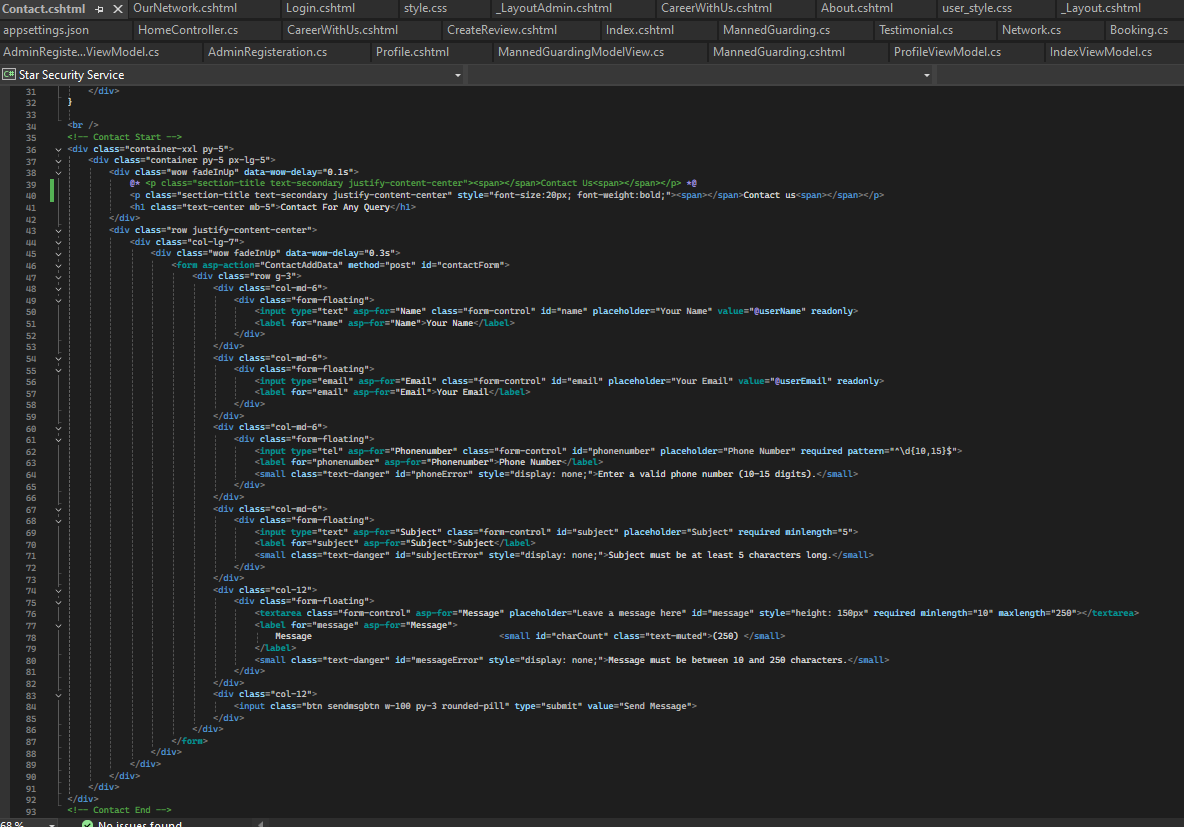 Contact.cshtml OurNetwork.cshtml Login.cshtml style.css _LayoutAdmin.cshtml CareerWithUs.cshtml About.cshtml user_style.css _Layout.cshtml
appsettings.json HomeController.cs CareerWithUs.cshtml CreateReview.cshtml Index.cshtml MannedGuarding.cs Testimonial.cs Network.cs Booking.cs
AdminRegiste...ViewModel.cs AdminRegisteration.cs Profile.cshtml MannedGuardingModelView.cs MannedGuarding.cshtml ProfileViewModel.cs IndexViewModel.cs
C# Star Security Service
31 </div>
32 }
33
34 <br />
35 <!-- Contact Start -->
36 <div class="container-xxl py-5">
37 <div class="container py-5 px-lg-5">
38 <div class="wow fadeInUp" data-wow-delay="0.1s">
39 @* <p class="section-title text-secondary justify-content-center"><span></span>Contact Us<span></span></p> *@
40 <p class="section-title text-secondary justify-content-center" style="font-size:20px; font-weight:bold;"><span></span>Contact us<span></span></p>
41 <h1 class="text-center mb-5">Contact For Any Query</h1>
42 </div>
43 <div class="row justify-content-center">
44 <div class="col-lg-7">
45 <div class="wow fadeInUp" data-wow-delay="0.3s">
46 <form asp-action="ContactAddData" method="post" id="contactForm">
47 <div class="row g-3">
48 <div class="col-md-6">
49 <div class="form-floating">
50 <input type="text" asp-for="Name" class="form-control" id="name" placeholder="Your Name" value="@userName" readonly>
51 <label for="name" asp-for="Name">Your Name</label>
52 </div>
53 </div>
54 <div class="col-md-6">
55 <div class="form-floating">
56 <input type="email" asp-for="Email" class="form-control" id="email" placeholder="Your Email" value="@userEmail" readonly>
57 <label for="email" asp-for="Email">Your Email</label>
58 </div>
59 </div>
60 <div class="col-md-6">
61 <div class="form-floating">
62 <input type="tel" asp-for="Phonenumber" class="form-control" id="phonenumber" placeholder="Phone Number" required pattern="^\d{10,15}$">
63 <label for="phonenumber" asp-for="Phonenumber">Phone Number</label>
64 <small class="text-danger" id="phoneError" style="display: none;">Enter a valid phone number (10-15 digits).</small>
65 </div>
66 </div>
67 <div class="col-md-6">
68 <div class="form-floating">
69 <input type="text" asp-for="Subject" class="form-control" id="subject" placeholder="Subject" required minlength="5">
70 <label for="subject" asp-for="Subject">Subject</label>
71 <small class="text-danger" id="subjectError" style="display: none;">Subject must be at least 5 characters long.</small>
72 </div>
73 </div>
74 <div class="col-12">
75 <div class="form-floating">
76 <textarea class="form-control" asp-for="Message" placeholder="Leave a message here" id="message" style="height: 150px" required minlength="10" maxlength="250"></textarea>
77 <label for="message" asp-for="Message">
78 Message <small id="charCount" class="text-muted">(250) </small>
79 </label>
80 <small class="text-danger" id="messageError" style="display: none;">Message must be between 10 and 250 characters.</small>
81 </div>
82 </div>
83 <div class="col-12">
84 <input class="btn sendmsgbtn w-100 py-3 rounded-pill" type="submit" value="Send Message">
85 </div>
86 </div>
87 </form>
88 </div>
89 </div>
90 </div>
91 </div>
92 </div>
93 <!-- Contact End -->
68 % No issues found